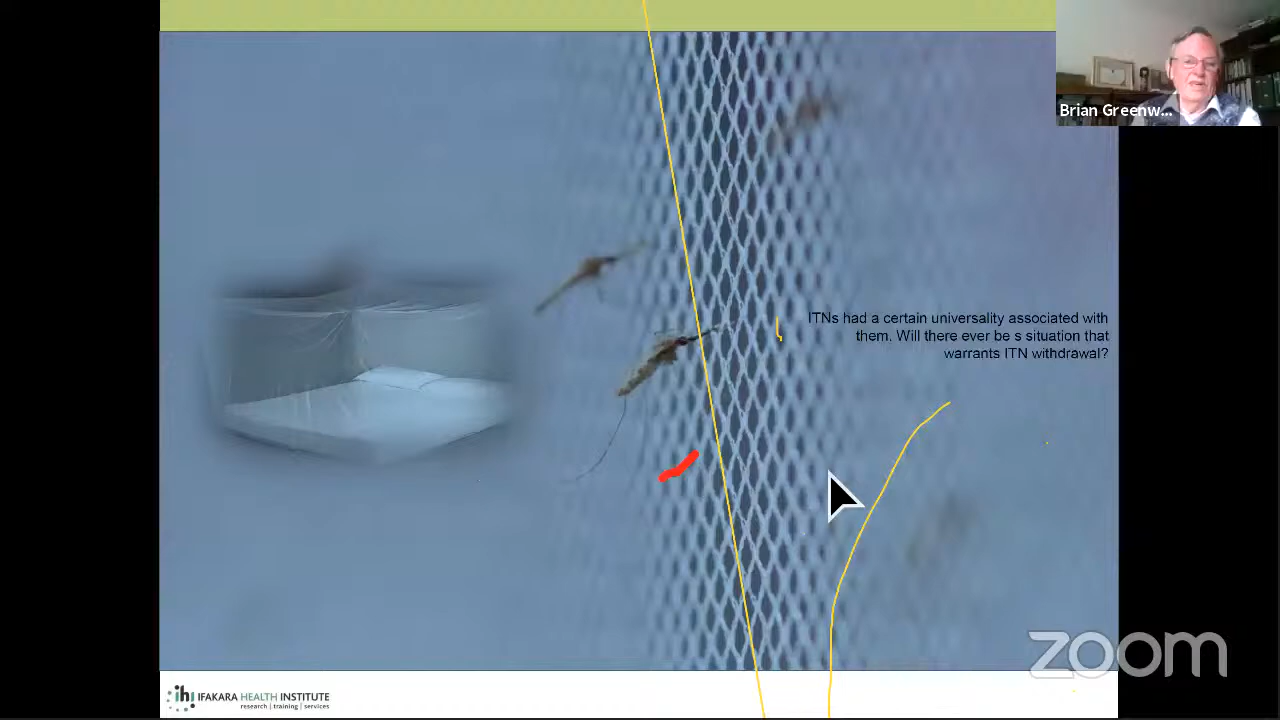 Brian Greenw...
ITNs had a certain universality associated with
them. Will there ever be s situation that
warrants ITN withdrawal?
zoom
ihi IFAKARA HEALTH INSTITUTE
research | training | services